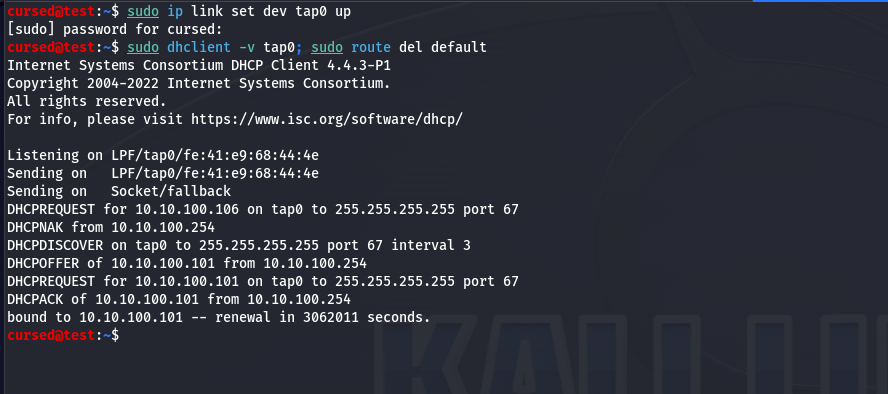 cursed@test:~$ sudo ip link set dev tap0 up
[sudo] password for cursed:
cursed@test:~$ sudo dhclient -v tap0; sudo route del default
Internet Systems Consortium DHCP Client 4.4.3-P1
Copyright 2004-2022 Internet Systems Consortium.
All rights reserved.
For info, please visit https://www.isc.org/software/dhcp/

Listening on LPF/tap0/fe:41:e9:68:44:4e
Sending on   LPF/tap0/fe:41:e9:68:44:4e
Sending on   Socket/fallback
DHCPREQUEST for 10.10.100.106 on tap0 to 255.255.255.255 port 67
DHCPNAK from 10.10.100.254
DHCPDISCOVER on tap0 to 255.255.255.255 port 67 interval 3
DHCPOFFER of 10.10.100.101 from 10.10.100.254
DHCPREQUEST for 10.10.100.101 on tap0 to 255.255.255.255 port 67
DHCPACK of 10.10.100.101 from 10.10.100.254
bound to 10.10.100.101 -- renewal in 3062011 seconds.
cursed@test:~$